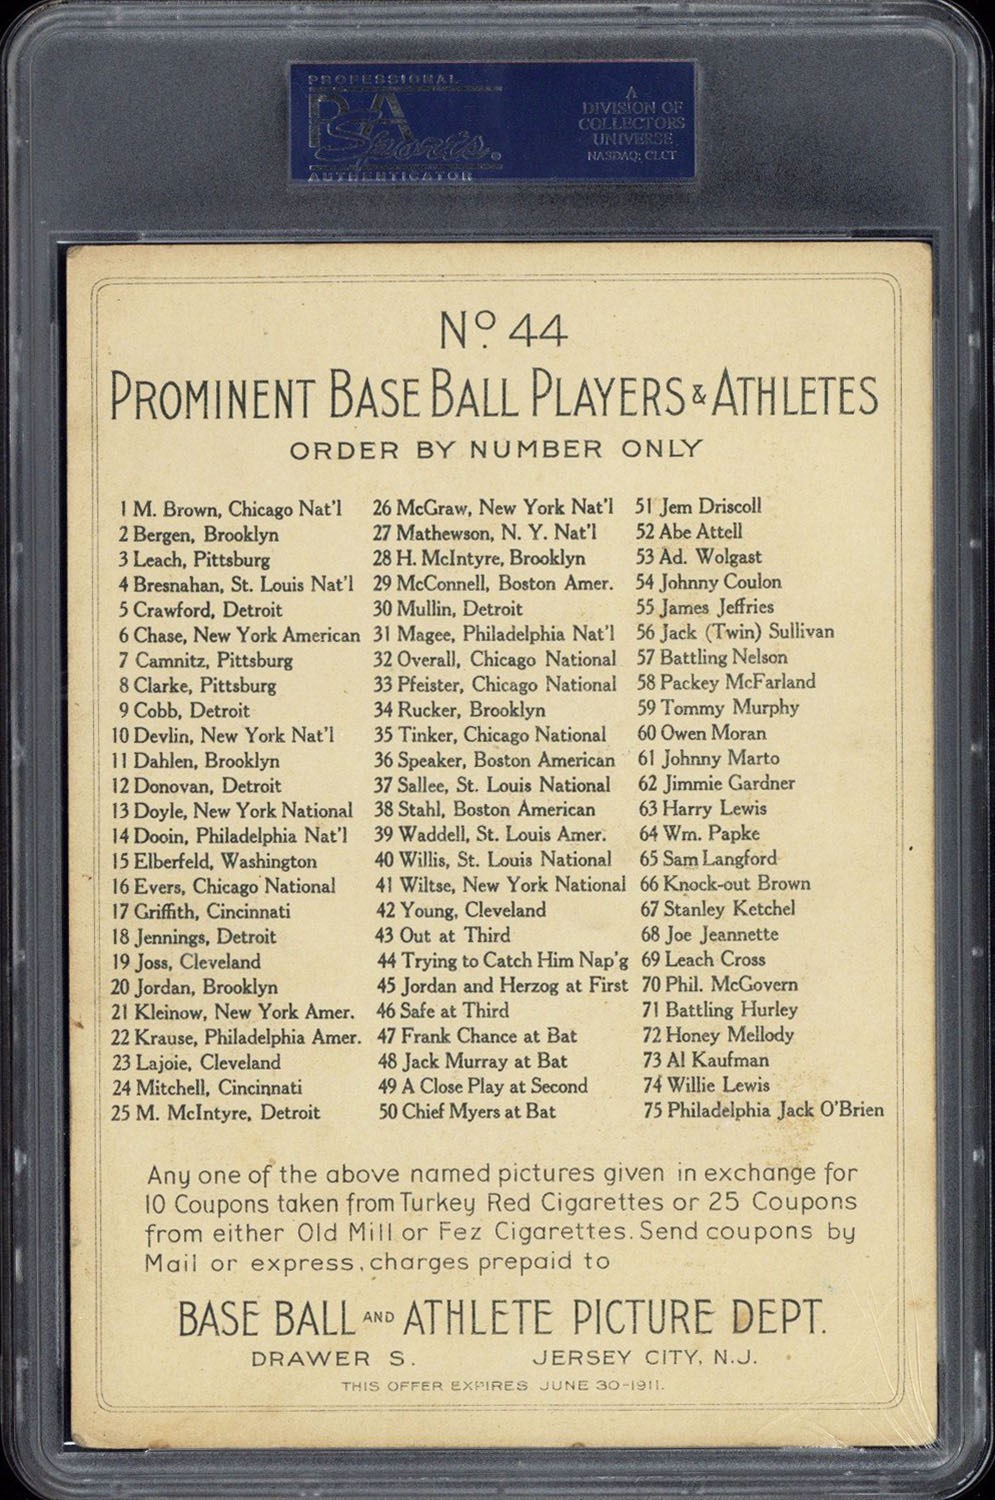 PROFESSIONAL
PSA
Sports®
AUTHENTICATOR
A
DIVISION OF
COLLECTORS
UNIVERSE
NASDAQ: CLCT
No. 44
PROMINENT BASE BALL PLAYERS & ATHLETES
ORDER BY NUMBER ONLY
1 M. Brown, Chicago Nat'l
2 Bergen, Brooklyn
3 Leach, Pittsburg
4 Bresnahan, St. Louis Nat'l
5 Crawford, Detroit
6 Chase, New York American
7 Camnitz, Pittsburg
8 Clarke, Pittsburg
9 Cobb, Detroit
10 Devlin, New York Nat'l
11 Dahlen, Brooklyn
12 Donovan, Detroit
13 Doyle, New York National
14 Dooin, Philadelphia Nat'l
15 Elberfeld, Washington
16 Evers, Chicago National
17 Griffith, Cincinnati
18 Jennings, Detroit
19 Joss, Cleveland
20 Jordan, Brooklyn
21 Kleinow, New York Amer.
22 Krause, Philadelphia Amer.
23 Lajoie, Cleveland
24 Mitchell, Cincinnati
25 M. McIntyre, Detroit
26 McGraw, New York Nat'l
27 Mathewson, N. Y. Nat'l
28 H. McIntyre, Brooklyn
29 McConnell, Boston Amer.
30 Mullin, Detroit
31 Magee, Philadelphia Nat'l
32 Overall, Chicago National
33 Pfeister, Chicago National
34 Rucker, Brooklyn
35 Tinker, Chicago National
36 Speaker, Boston American
37 Sallee, St. Louis National
38 Stahl, Boston American
39 Waddell, St. Louis Amer.
40 Willis, St. Louis National
41 Wiltse, New York National
42 Young, Cleveland
43 Out at Third
44 Trying to Catch Him Nap'g
45 Jordan and Herzog at First
46 Safe at Third
47 Frank Chance at Bat
48 Jack Murray at Bat
49 A Close Play at Second
50 Chief Myers at Bat
51 Jem Driscoll
52 Abe Attell
53 Ad. Wolgast
54 Johnny Coulon
55 James Jeffries
56 Jack (Twin) Sullivan
57 Battling Nelson
58 Packey McFarland
59 Tommy Murphy
60 Owen Moran
61 Johnny Marto
62 Jimmie Gardner
63 Harry Lewis
64 Wm. Papke
65 Sam Langford
66 Knock-out Brown
67 Stanley Ketchel
68 Joe Jeannette
69 Leach Cross
70 Phil. McGovern
71 Battling Hurley
72 Honey Mellody
73 Al Kaufman
74 Willie Lewis
75 Philadelphia Jack O'Brien
Any one of the above named pictures given in exchange for
10 Coupons taken from Turkey Red Cigarettes or 25 Coupons
from either Old Mill or Fez Cigarettes. Send coupons by
Mail or express, charges prepaid to
BASE BALL AND ATHLETE PICTURE DEPT.
DRAWER S. JERSEY CITY, N.J.
THIS OFFER EXPIRES JUNE 30-1911.